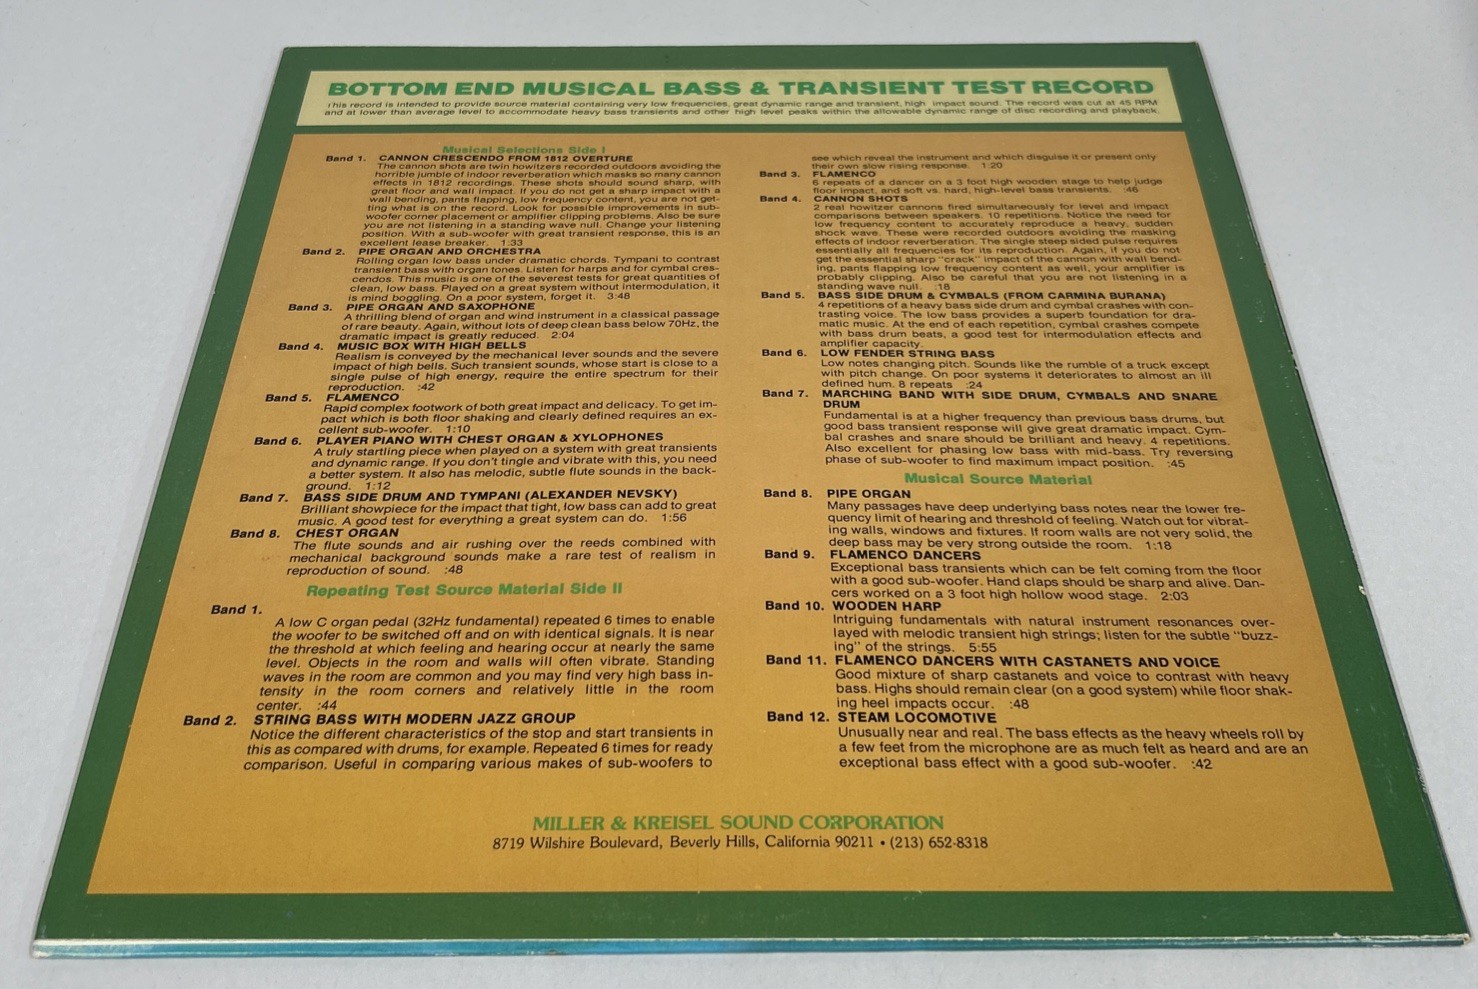 BOTTOM END MUSICAL BASS & TRANSIENT TEST RECORD
This record is intended to provide source material containing very low frequencies, great dynamic range and transient, high impact sound. The record was cut at 45 RPM
and at lower than average level to accommodate heavy bass transients and other high level peaks within the allowable dynamic range of disc recording and playback.
Musical Selections Side I
Band 1. CANNON CRESCENDO FROM 1812 OVERTURE
The cannon shots are twin howitzers recorded outdoors avoiding the
horrible jumble of indoor reverberation which masks so many cannon
effects in 1812 recordings. These shots should sound sharp, with
great floor and wall impact. If you do not get a sharp impact with a
wall bending, pants flapping, low frequency content, you are not get-
ting what is on the record. Look for possible improvements in sub-
woofer corner placement or amplifier clipping problems. Also be sure
you are not listening in a standing wave null. Change your listening
position. With a sub-woofer with great transient response, this is an
excellent lease breaker. 1:33
Band 2. PIPE ORGAN AND ORCHESTRA
Rolling organ low bass under dramatic chords. Tympani to contrast
transient bass with organ tones. Listen for harps and for cymbal cres-
cendos. This music is one of the severest tests for great quantities of
clean, low bass. Played on a great system without intermodulation, it
is mind boggling. On a poor system, forget it. 3:48
Band 3. PIPE ORGAN AND SAXOPHONE
A thrilling blend of organ and wind instrument in a classical passage
of rare beauty. Again, without lots of deep clean bass below 70Hz, the
dramatic impact is greatly reduced. 2:04
Band 4. MUSIC BOX WITH HIGH BELLS
Realism is conveyed by the mechanical lever sounds and the severe
impact of high bells. Such transient sounds, whose start is close to a
single pulse of high energy, require the entire spectrum for their
reproduction. :42
Band 5. FLAMENCO
Rapid complex footwork of both great impact and delicacy. To get im-
pact which is both floor shaking and clearly defined requires an ex-
cellent sub-woofer. 1:10
Band 6. PLAYER PIANO WITH CHEST ORGAN & XYLOPHONES
A truly startling piece when played on a system with great transients
and dynamic range. If you don't tingle and vibrate with this, you need
a better system. It also has melodic, subtle flute sounds in the back-
ground. 1:12
Band 7. BASS SIDE DRUM AND TYMPANI (ALEXANDER NEVSKY)
Brilliant showpiece for the impact that tight, low bass can add to great
music. A good test for everything a great system can do. 1:56
Band 8. CHEST ORGAN
The flute sounds and air rushing over the reeds combined with
mechanical background sounds make a rare test of realism in
reproduction of sound. :48
Repeating Test Source Material Side II
Band 1.
A low C organ pedal (32Hz fundamental) repeated 6 times to enable
the woofer to be switched off and on with identical signals. It is near
the threshold at which feeling and hearing occur at nearly the same
level. Objects in the room and walls will often vibrate. Standing
waves in the room are common and you may find very high bass in-
tensity in the room corners and relatively little in the room
center. :44
Band 2. STRING BASS WITH MODERN JAZZ GROUP
Notice the different characteristics of the stop and start transients in
this as compared with drums, for example. Repeated 6 times for ready
comparison. Useful in comparing various makes of sub-woofers to
see which reveal the instrument and which disguise it or present only
their own slow rising response. 1:20
Band 3. FLAMENCO
6 repeats of a dancer on a 3 foot high wooden stage to help judge
floor impact, and soft vs. hard, high-level bass transients. :46
Band 4. CANNON SHOTS
2 real howitzer cannons fired simultaneously for level and impact
comparisons between speakers. 10 repetitions. Notice the need for
low frequency content to accurately reproduce a heavy, sudden
shock wave. These were recorded outdoors avoiding the masking
effects of indoor reverberation. The single steep sided pulse requires
essentially all frequencies for its reproduction. Again, if you do not
get the essential sharp "crack" impact of the cannon with wall bend-
ing, pants flapping low frequency content as well, your amplifier is
probably clipping. Also be careful that you are not listening in a
standing wave null. :18
Band 5. BASS SIDE DRUM & CYMBALS (FROM CARMINA BURANA)
4 repetitions of a heavy bass side drum and cymbal crashes with con-
trasting voice. The low bass provides a superb foundation for dra-
matic music. At the end of each repetition, cymbal crashes compete
with bass drum beats, a good test for intermodulation effects and
amplifier capacity.
Band 6. LOW FENDER STRING BASS
Low notes changing pitch. Sounds like the rumble of a truck except
with pitch change. On poor systems it deteriorates to almost an ill
defined hum. 8 repeats :24
Band 7. MARCHING BAND WITH SIDE DRUM, CYMBALS AND SNARE
DRUM
Fundamental is at a higher frequency than previous bass drums, but
good bass transient response will give great dramatic impact. Cym-
bal crashes and snare should be brilliant and heavy. 4 repetitions.
Also excellent for phasing low bass with mid-bass. Try reversing
phase of sub-woofer to find maximum impact position. :45
Musical Source Material
Band 8. PIPE ORGAN
Many passages have deep underlying bass notes near the lower fre-
quency limit of hearing and threshold of feeling. Watch out for vibrat-
ing walls, windows and fixtures. If room walls are not very solid, the
deep bass may be very strong outside the room. 1:18
Band 9. FLAMENCO DANCERS
Exceptional bass transients which can be felt coming from the floor
with a good sub-woofer. Hand claps should be sharp and alive. Dan-
cers worked on a 3 foot high hollow wood stage. 2:03
Band 10. WOODEN HARP
Intriguing fundamentals with natural instrument resonances over-
layed with melodic transient high strings; listen for the subtle "buzz-
ing" of the strings. 5:55
Band 11. FLAMENCO DANCERS WITH CASTANETS AND VOICE
Good mixture of sharp castanets and voice to contrast with heavy
bass. Highs should remain clear (on a good system) while floor shak-
ing heel impacts occur. :48
Band 12. STEAM LOCOMOTIVE
Unusually near and real. The bass effects as the heavy wheels roll by
a few feet from the microphone are as much felt as heard and are an
exceptional bass effect with a good sub-woofer. :42
MILLER & KREISEL SOUND CORPORATION
8719 Wilshire Boulevard, Beverly Hills, California 90211 • (213) 652-8318